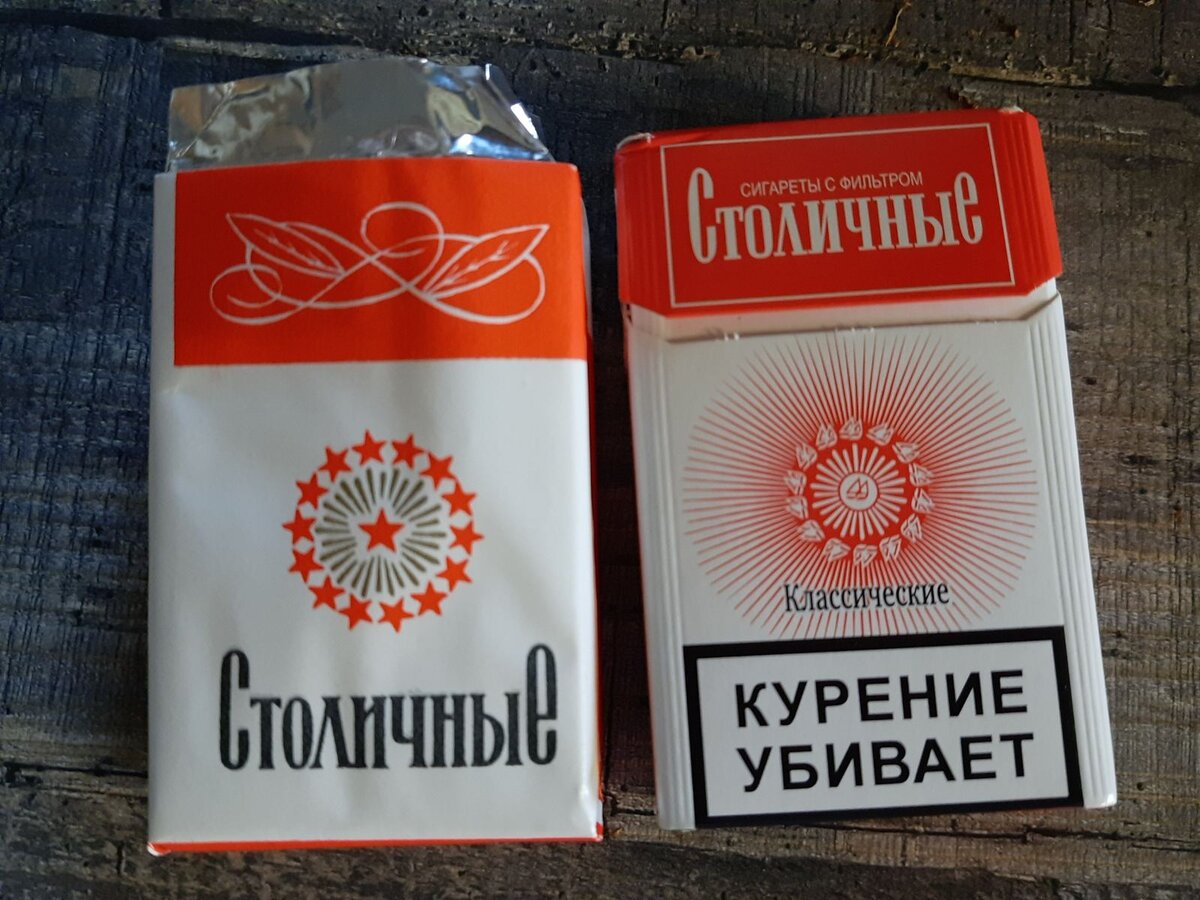 Столичные
СИГАРЕТЫ С ФИЛЬТРОМ
Столичные
Классические
КУРЕНИЕ
УБИВАЕТ